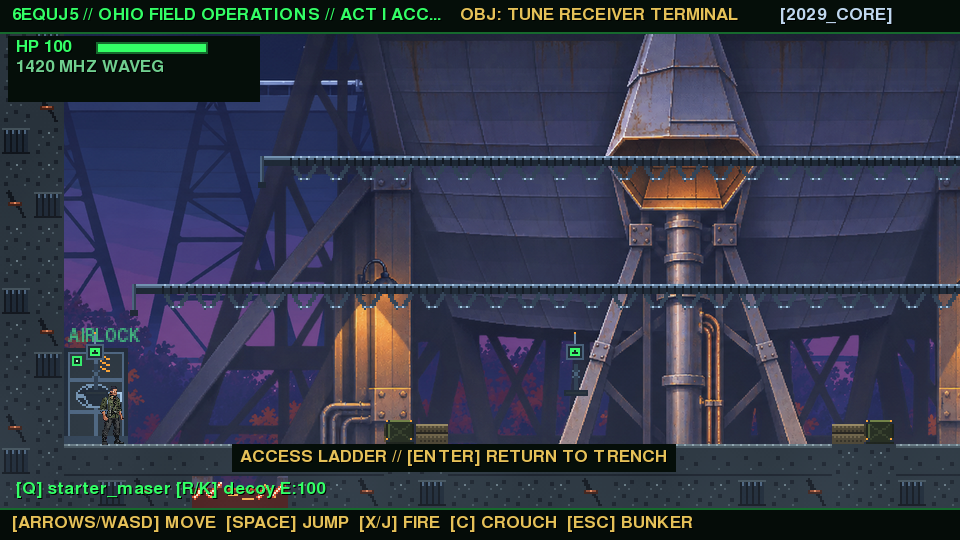 6EQUJ5 // OHIO FIELD OPERATIONS // ACT I ACC... OBJ: TUNE RECEIVER TERMINAL [2029_CORE]
HP 100
1420 MHZ WAVEG
AIRLOCK
ACCESS LADDER // [ENTER] RETURN TO TRENCH
[Q] starter_maser [R/K] decoy E:100
[ARROWS/WASD] MOVE [SPACE] JUMP [X/J] FIRE [C] CROUCH [ESC] BUNKER